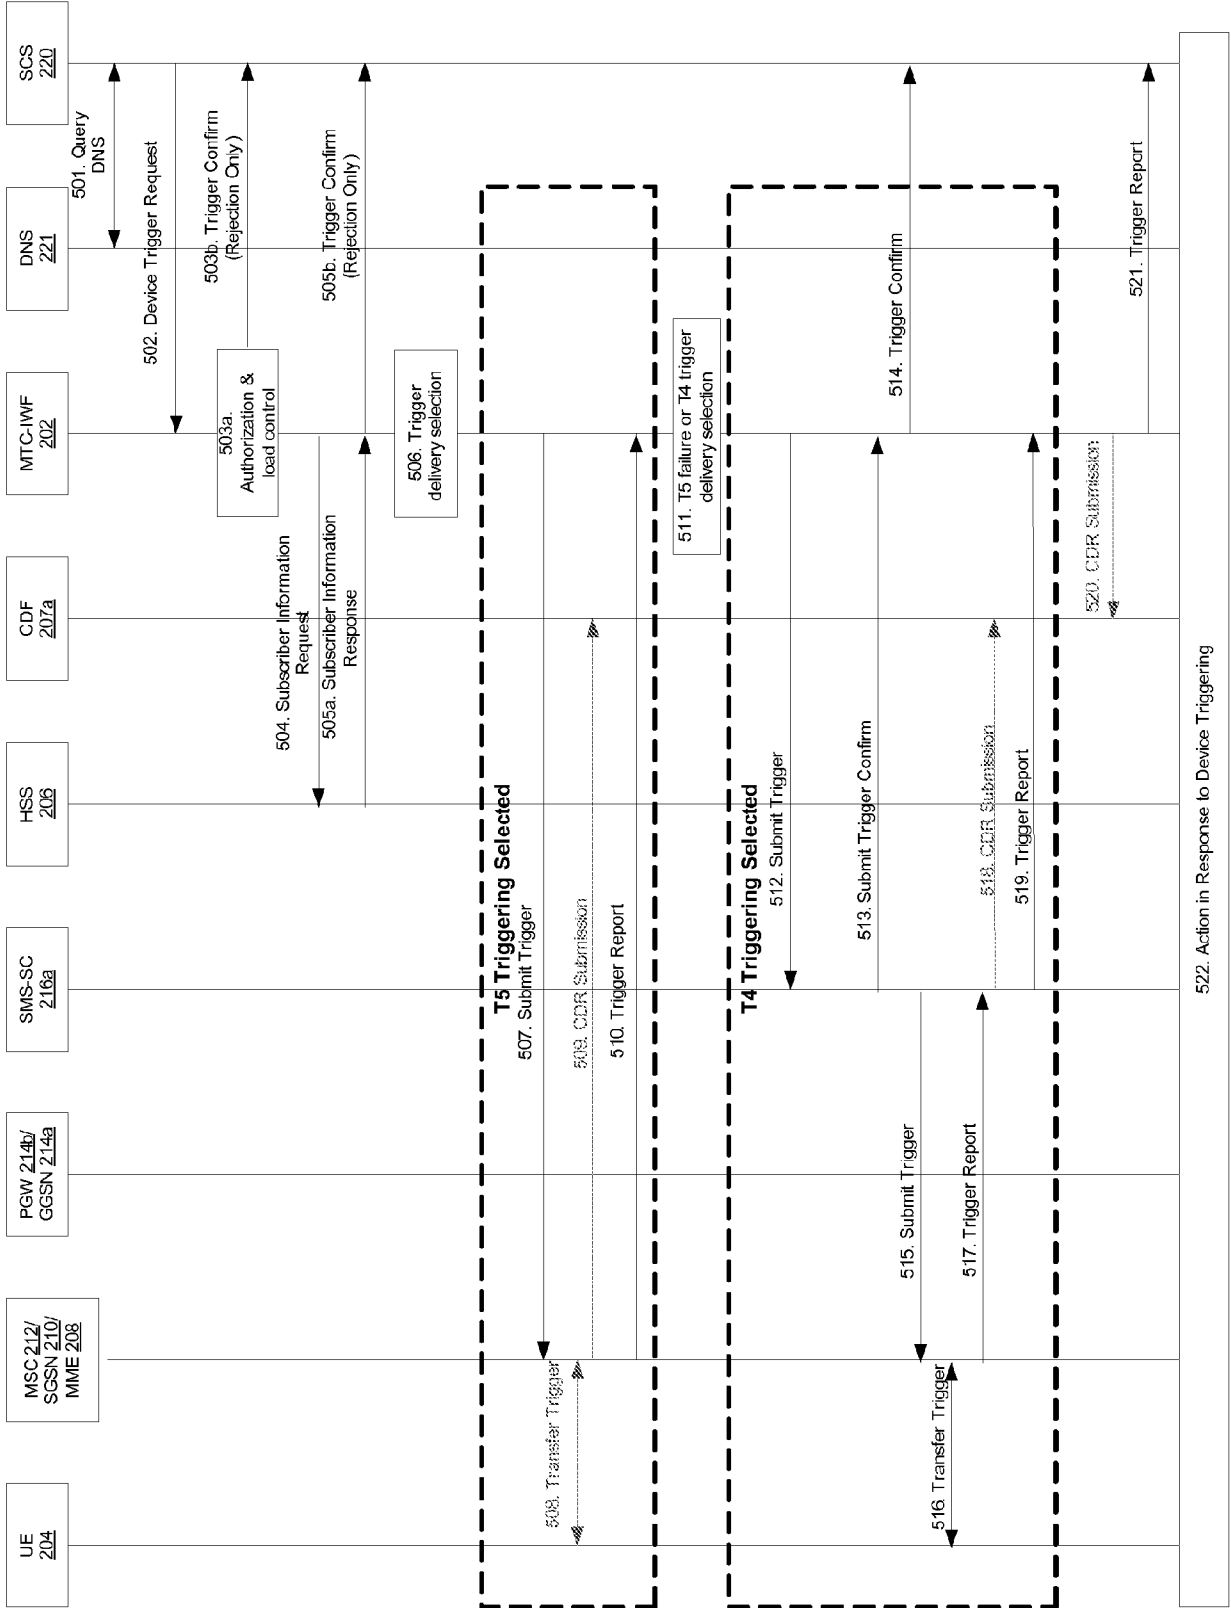 UE
204
MSC 212/
SGSN 210/
MME 208
PGW 214b/
GGSN 214a
SMS-SC
216a
HSS
206
CDF
207a
MTC-IWF
202
DNS
221
SCS
220
501. Query
DNS
502. Device Trigger Request
503a.
Authorization &
load control
503b. Trigger Confirm
(Rejection Only)
504. Subscriber Information
Request
505a. Subscriber Information
Response
505b. Trigger Confirm
(Rejection Only)
506. Trigger
delivery selection
T5 Triggering Selected
507. Submit Trigger
508. Transfer Trigger
509. CDR Submission
510. Trigger Report
511. T5 failure or T4 trigger
delivery selection
T4 Triggering Selected
512. Submit Trigger
513. Submit Trigger Confirm
514. Trigger Confirm
515. Submit Trigger
516. Transfer Trigger
517. Trigger Report
518. CDR Submission
519. Trigger Report
520. CDR Submission
521. Trigger Report
522. Action in Response to Device Triggering